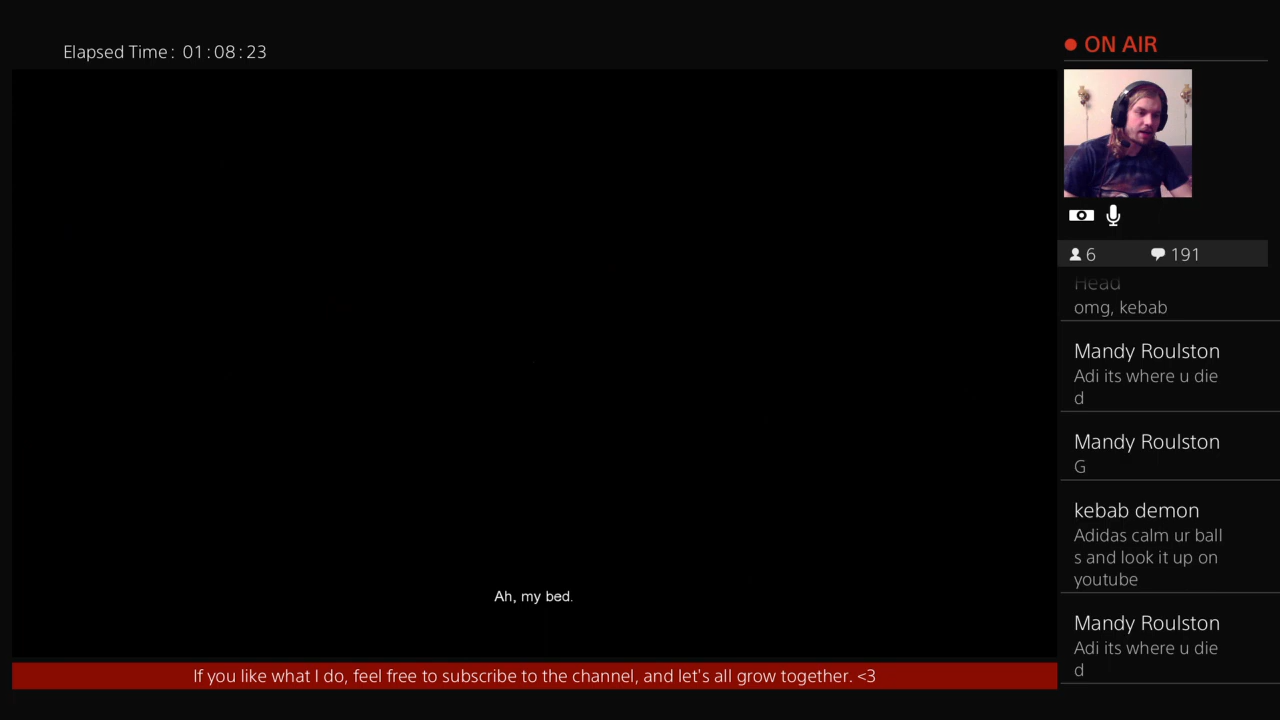 Elapsed Time: 01:08:23
ON AIR
6 191
Head
omg, kebab
Mandy Roulston
Adi its where u die
d
Mandy Roulston
G
kebab demon
Adidas calm ur ball
s and look it up on
youtube
Mandy Roulston
Adi its where u die
d
Ah, my bed.
If you like what I do, feel free to subscribe to the channel, and let's all grow together. <3